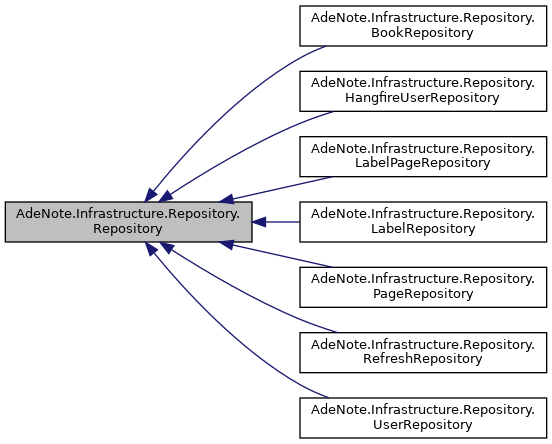 AdeNote.Infrastructure.Repository.
BookRepository
AdeNote.Infrastructure.Repository.
HangfireUserRepository
AdeNote.Infrastructure.Repository.
LabelPageRepository
AdeNote.Infrastructure.Repository.
Repository
AdeNote.Infrastructure.Repository.
LabelRepository
AdeNote.Infrastructure.Repository.
PageRepository
AdeNote.Infrastructure.Repository.
RefreshRepository
AdeNote.Infrastructure.Repository.
UserRepository